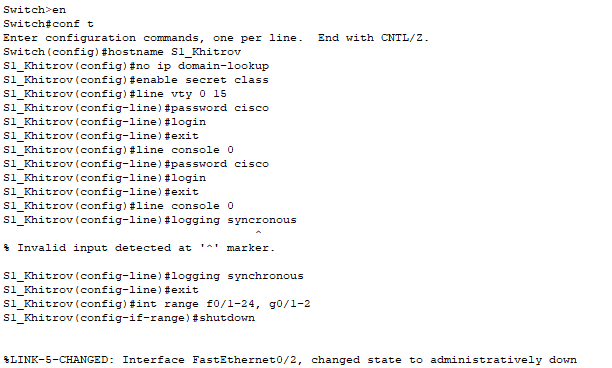 Switch>en
Switch#conf t
Enter configuration commands, one per line.  End with CNTL/Z.
Switch(config)#hostname S1_Khitrov
S1_Khitrov(config)#no ip domain-lookup
S1_Khitrov(config)#enable secret class
S1_Khitrov(config)#line vty 0 15
S1_Khitrov(config-line)#password cisco
S1_Khitrov(config-line)#login
S1_Khitrov(config-line)#exit
S1_Khitrov(config)#line console 0
S1_Khitrov(config-line)#password cisco
S1_Khitrov(config-line)#login
S1_Khitrov(config-line)#exit
S1_Khitrov(config)#line console 0
S1_Khitrov(config-line)#logging syncronous
^
% Invalid input detected at '^' marker.
S1_Khitrov(config-line)#logging synchronous
S1_Khitrov(config-line)#exit
S1_Khitrov(config)#int range f0/1-24, g0/1-2
S1_Khitrov(config-if-range)#shutdown
%LINK-5-CHANGED: Interface FastEthernet0/2, changed state to administratively down